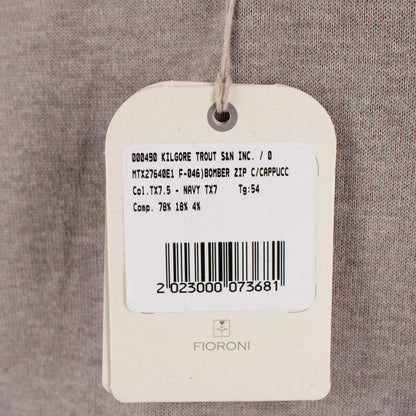 000490 KILGORE TROUT S&N INC. / 0
MTX27640E1 F-046)BOMBER ZIP C/CAPPUCC
Col.TX7.5 - NAVY TX7 Tg:54
Comp. 78% 18% 4%
2 023000 073681
FIORONI